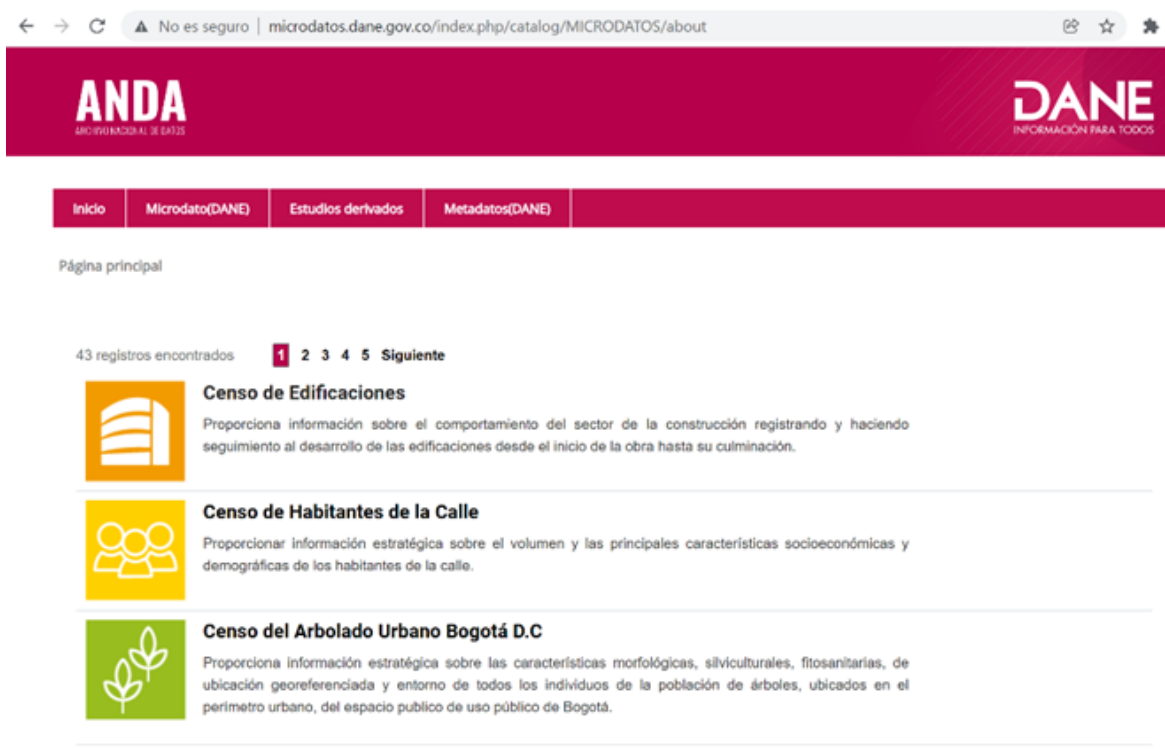 No es seguro | microdatos.dane.gov.co/index.php/catalog/MICRODATOS/about
ANDA
ARCHIVO NACIONAL DE DATOS
DANE
INFORMACIÓN PARA TODOS
Inicio Microdato(DANE) Estudios derivados Metadatos(DANE)
Página principal
43 registros encontrados 1 2 3 4 5 Siguiente
Censo de Edificaciones
Proporciona información sobre el comportamiento del sector de la construcción registrando y haciendo
seguimiento al desarrollo de las edificaciones desde el inicio de la obra hasta su culminación.
Censo de Habitantes de la Calle
Proporcionar información estratégica sobre el volumen y las principales características socioeconómicas y
demográficas de los habitantes de la calle.
Censo del Arbolado Urbano Bogotá D.C
Proporciona información estratégica sobre las características morfológicas, silviculturales, fitosanitarias, de
ubicación georeferenciada y entorno de todos los individuos de la población de árboles, ubicados en el
perímetro urbano, del espacio publico de uso público de Bogotá.